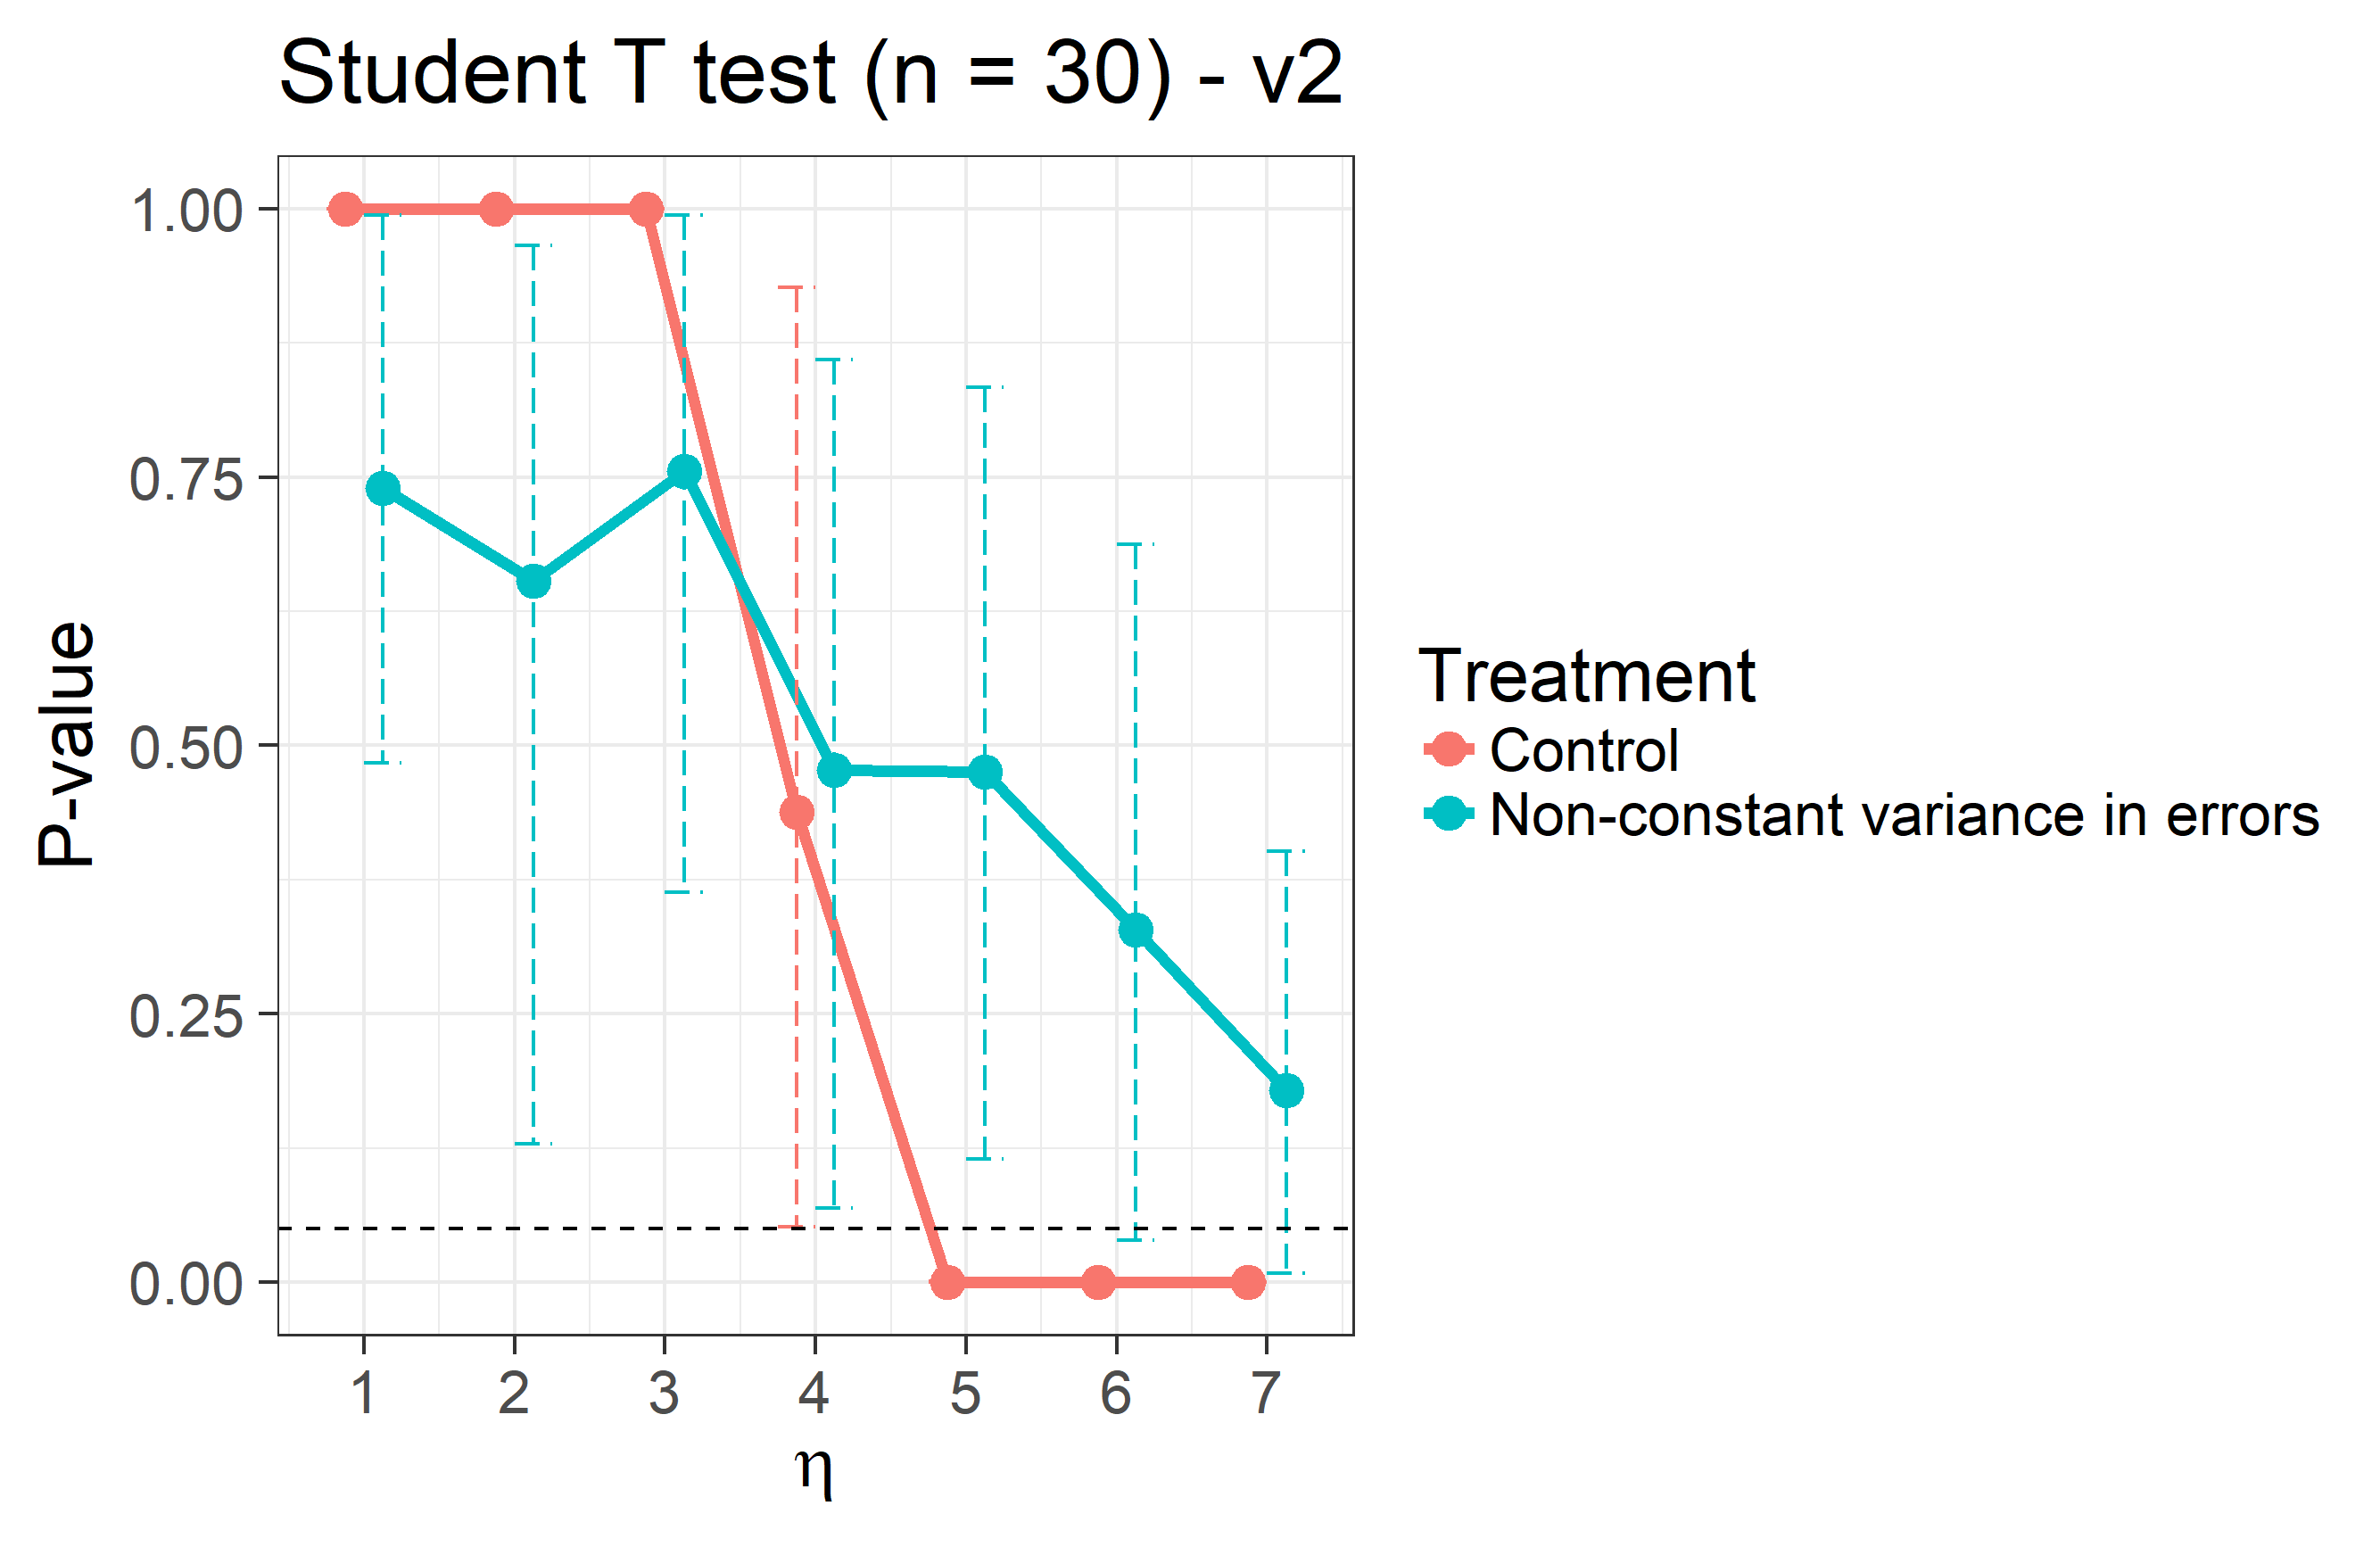 Student T test (n = 30) - v2
P-value
1.00
0.75
0.50
0.25
0.00
1 2 3 4 5 6 7
η
Treatment
Control
Non-constant variance in errors